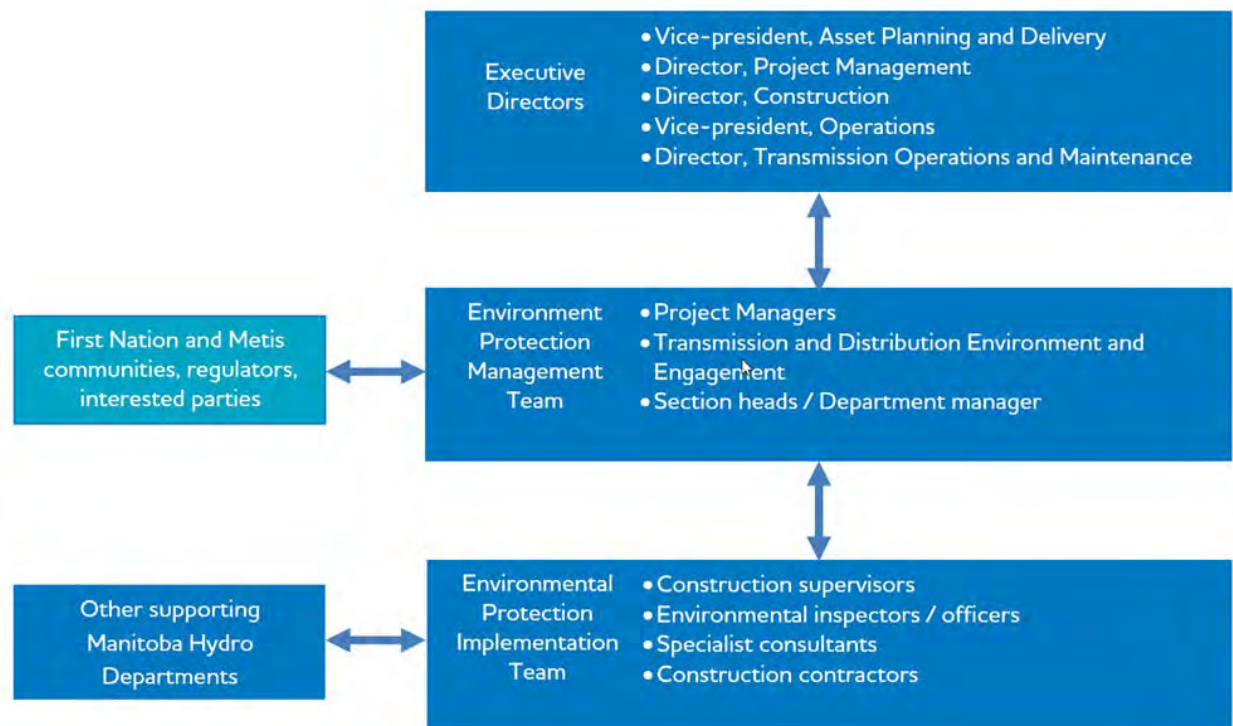 Executive
Directors
•Vice-president, Asset Planning and Delivery
•Director, Project Management
•Director, Construction
•Vice-president, Operations
•Director, Transmission Operations and Maintenance
First Nation and Metis
communities, regulators,
interested parties
Environment
Protection
Management
Team
•Project Managers
•Transmission and Distribution Environment and
Engagement
•Section heads / Department manager
Other supporting
Manitoba Hydro
Departments
Environmental
Protection
Implementation
Team
•Construction supervisors
•Environmental inspectors / officers
•Specialist consultants
•Construction contractors